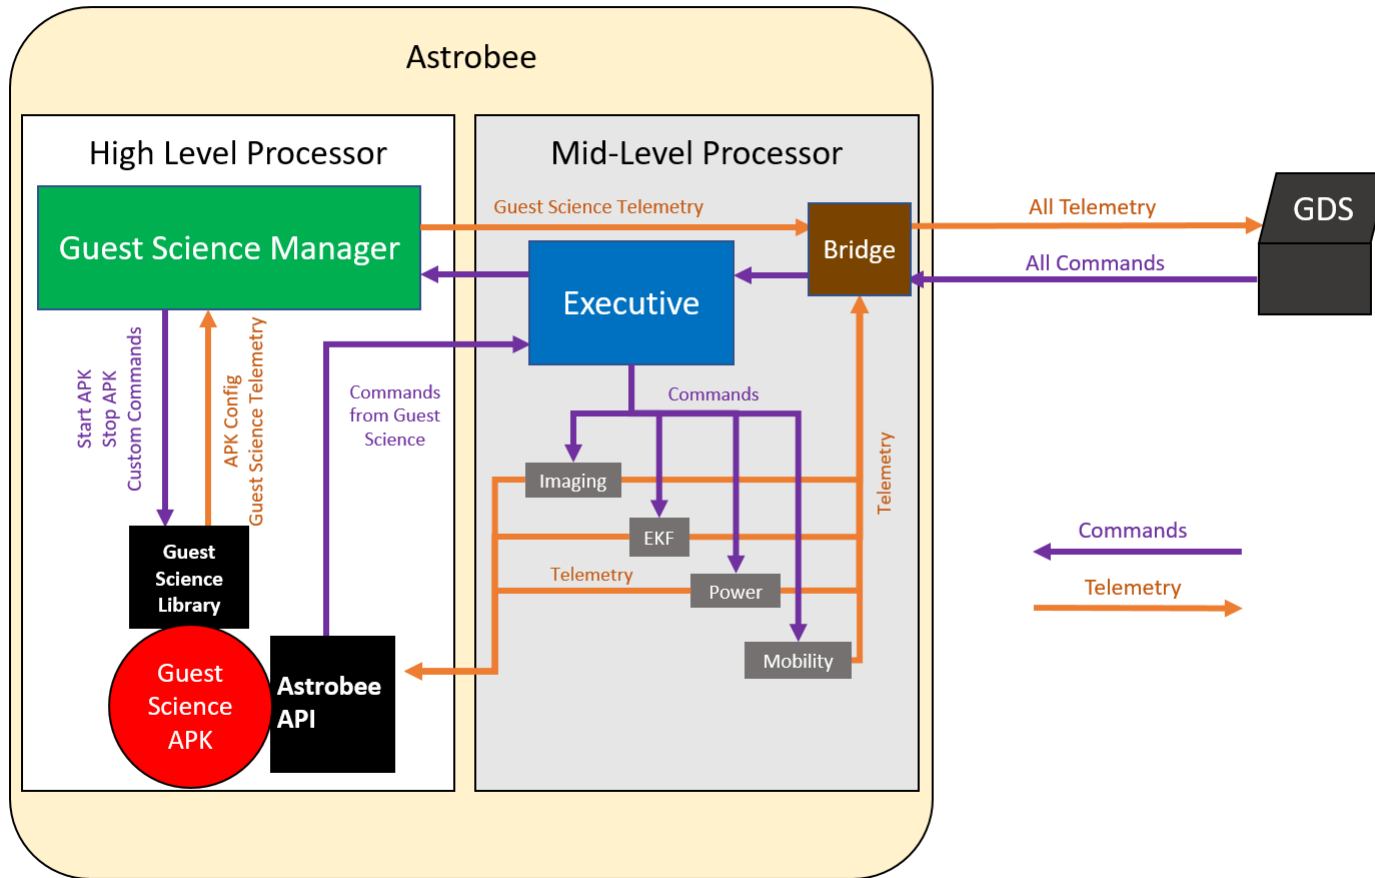 Astrobee
High Level Processor
Mid-Level Processor
Guest Science Manager
Guest Science Telemetry
Bridge
All Telemetry
GDS
All Commands
Executive
Start APK
Stop APK
Custom Commands
APK Config
Guest Science Telemetry
Commands
from Guest
Science
Commands
Imaging
Telemetry
EKF
Telemetry
Power
Mobility
Guest
Science
Library
Guest
Science
APK
Astrobee
API
Commands
Telemetry